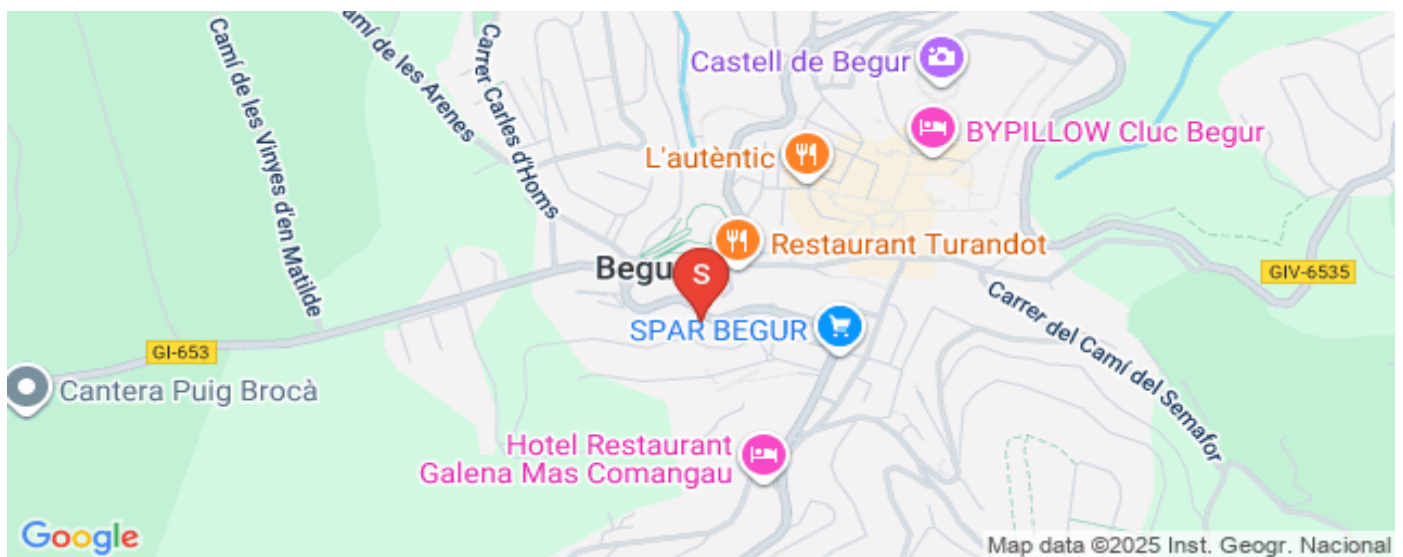 Camí de les Vinyes d'en Matilde
amí de les Arenes
Carrer Carles d'Homs
Castell de Begur
BYPILLOW Cluc Begur
L'autèntic
Restaurant Turandot
Begu
S
GIV-6535
SPAR BEGUR
Carrer del Camí del Semafor
GI-653
Cantera Puig Brocà
Hotel Restaurant
Galena Mas Comangau
Google
Map data ©2025 Inst. Geogr. Nacional